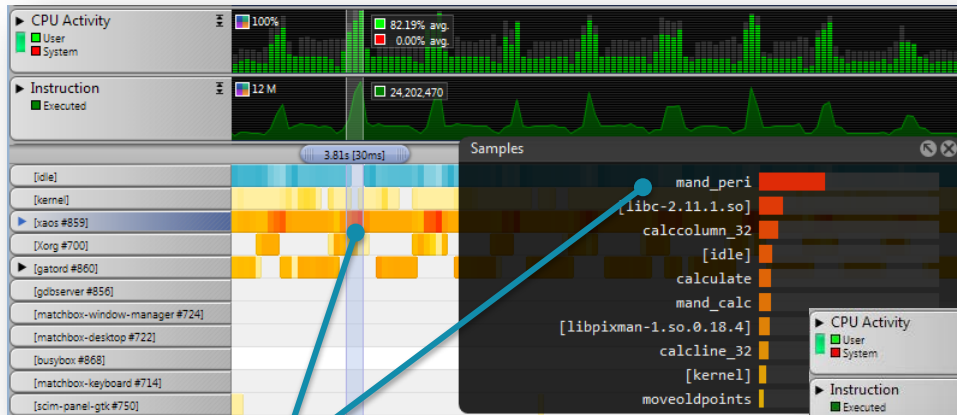 CPU Activity
User
System
100%
82.19% avg.
0.00% avg.
Instruction
Executed
12 M
24,202,470
3.81s [30ms]
Samples
[idle]
[kernel]
[xaos #859]
[Xorg #700]
[gatord #860]
[gdbserver #856]
[matchbox-window-manager #724]
[matchbox-desktop #722]
[busybox #868]
[matchbox-keyboard #714]
[scim-panel-gtk #750]
mand_peri
[libc-2.11.1.so]
calccolumn_32
[idle]
calculate
mand_calc
[libpixman-1.so.0.18.4]
calcline_32
[kernel]
moveoldpoints
CPU Activity
User
System
Instruction
Executed